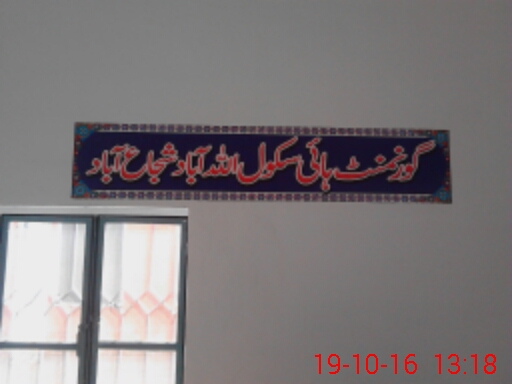 گورنمنٹ ہائی سکول اللہ آباد شجاع آباد
19-10-16 13:18